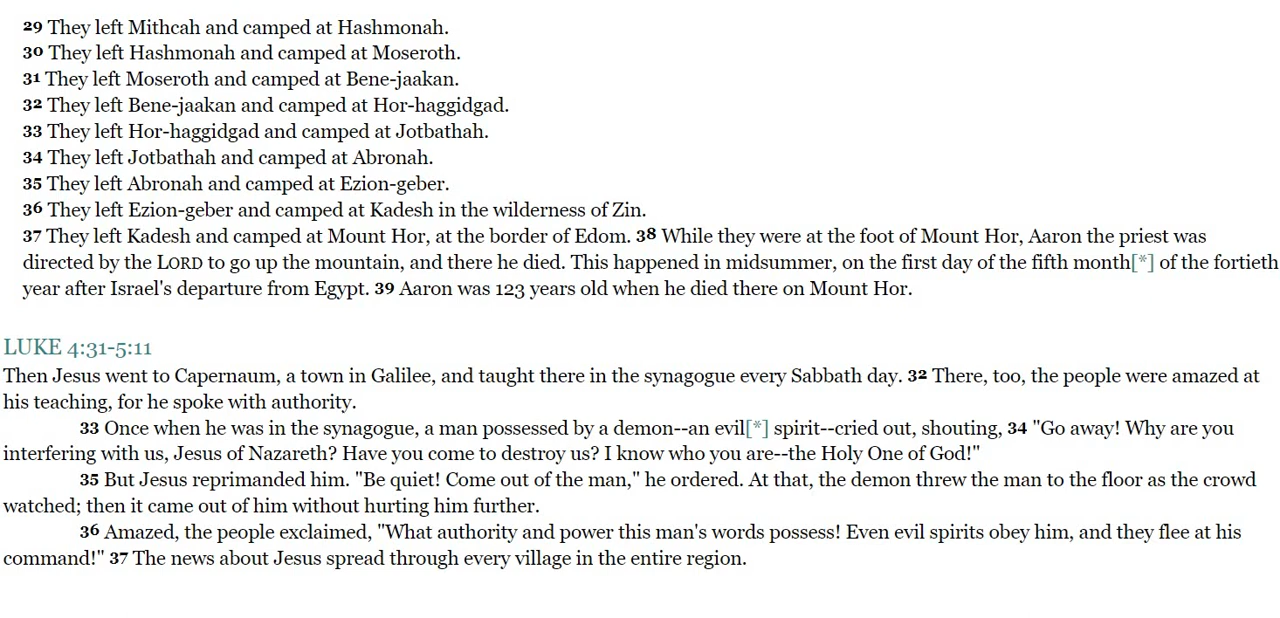 29 They left Mithcah and camped at Hashmonah.
30 They left Hashmonah and camped at Moseroth.
31 They left Moseroth and camped at Bene-jaakan.
32 They left Bene-jaakan and camped at Hor-haggidgad.
33 They left Hor-haggidgad and camped at Jotbathah.
34 They left Jotbathah and camped at Abronah.
35 They left Abronah and camped at Ezion-geber.
36 They left Ezion-geber and camped at Kadesh in the wilderness of Zin.
37 They left Kadesh and camped at Mount Hor, at the border of Edom. 38 While they were at the foot of Mount Hor, Aaron the priest was
directed by the LORD to go up the mountain, and there he died. This happened in midsummer, on the first day of the fifth month[*] of the fortieth
year after Israel's departure from Egypt. 39 Aaron was 123 years old when he died there on Mount Hor.
LUKE 4:31-5:11
Then Jesus went to Capernaum, a town in Galilee, and taught there in the synagogue every Sabbath day. 32 There, too, the people were amazed at
his teaching, for he spoke with authority.
33 Once when he was in the synagogue, a man possessed by a demon--an evil[*] spirit--cried out, shouting, 34 "Go away! Why are you
interfering with us, Jesus of Nazareth? Have you come to destroy us? I know who you are--the Holy One of God!"
35 But Jesus reprimanded him. "Be quiet! Come out of the man," he ordered. At that, the demon threw the man to the floor as the crowd
watched; then it came out of him without hurting him further.
36 Amazed, the people exclaimed, "What authority and power this man's words possess! Even evil spirits obey him, and they flee at his
command!" 37 The news about Jesus spread through every village in the entire region.